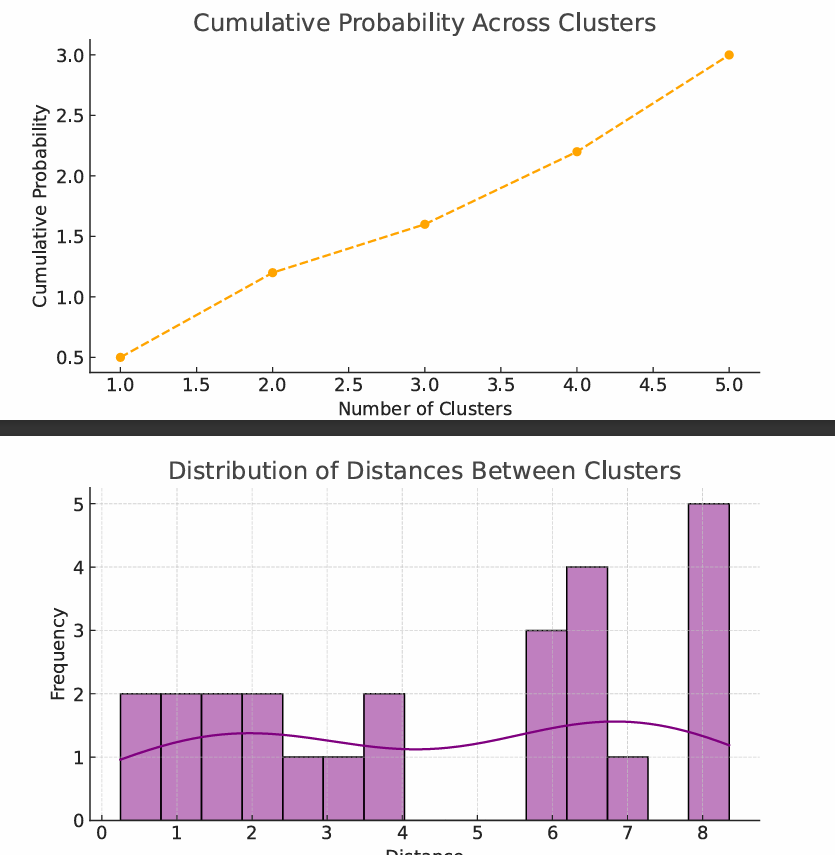 Cumulative Probability Across Clusters
3.0
2.5
2.0
1.5
1.0
0.5
Cumulative Probability
1.0 1.5 2.0 2.5 3.0 3.5 4.0 4.5 5.0
Number of Clusters
Distribution of Distances Between Clusters
5
4
3
2
1
0
Frequency
0 1 2 3 4 5 6 7 8
Distance